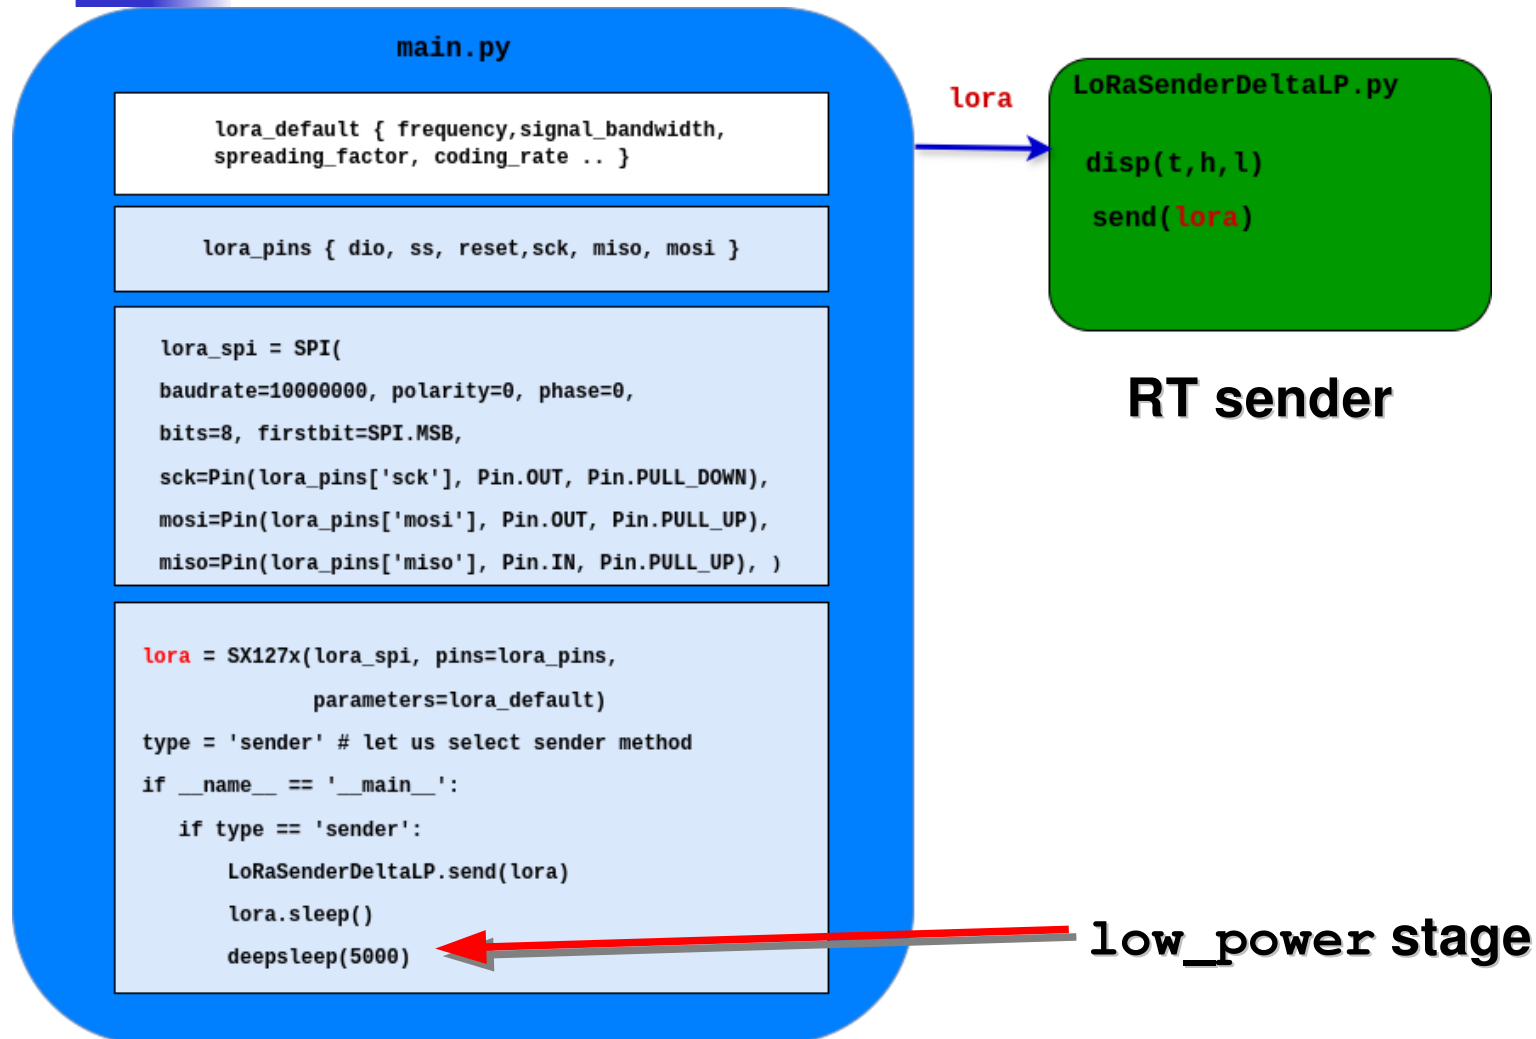 main.py
lora_default { frequency,signal_bandwidth,
spreading_factor, coding_rate .. }
lora_pins { dio, ss, reset,sck, miso, mosi }
lora_spi = SPI(
baudrate=10000000, polarity=0, phase=0,
bits=8, firstbit=SPI.MSB,
sck=Pin(lora_pins['sck'], Pin.OUT, Pin.PULL_DOWN),
mosi=Pin(lora_pins['mosi'], Pin.OUT, Pin.PULL_UP),
miso=Pin(lora_pins['miso'], Pin.IN, Pin.PULL_UP), )
lora = SX127x(lora_spi, pins=lora_pins,
parameters=lora_default)
type = 'sender' # let us select sender method
if __name__ == '__main__':
if type == 'sender':
LoRaSenderDeltaLP.send(lora)
lora.sleep()
deepsleep(5000)
lora
LoRaSenderDeltaLP.py
disp(t,h,l)
send(lora)
RT sender
low_power stage